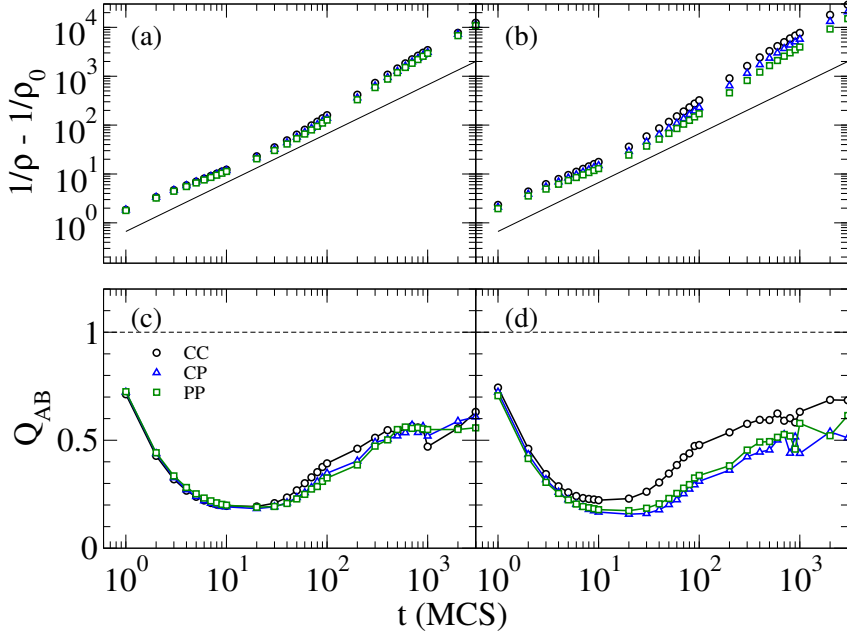 (a) (b)
10^4
10^3
10^2
10^1
10^0
1/ρ - 1/ρ_0
(c) (d)
1
0.5
0
Q_AB
CC
CP
PP
10^0 10^1 10^2 10^3 10^0 10^1 10^2 10^3
t (MCS)